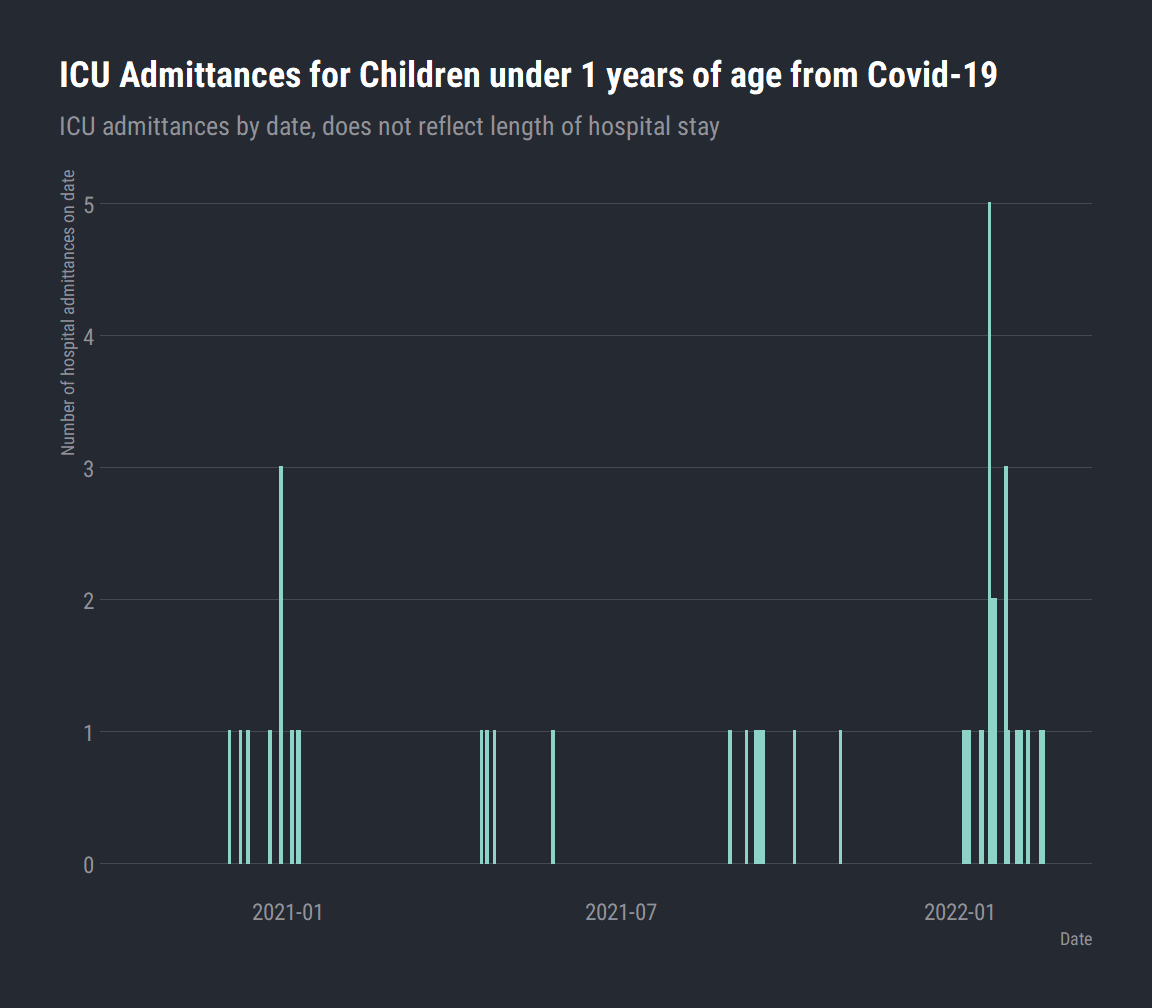 ICU Admittances for Children under 1 years of age from Covid-19
ICU admittances by date, does not reflect length of hospital stay
Number of hospital admittances on date
5
4
3
2
1
0
2021-01
2021-07
2022-01
Date